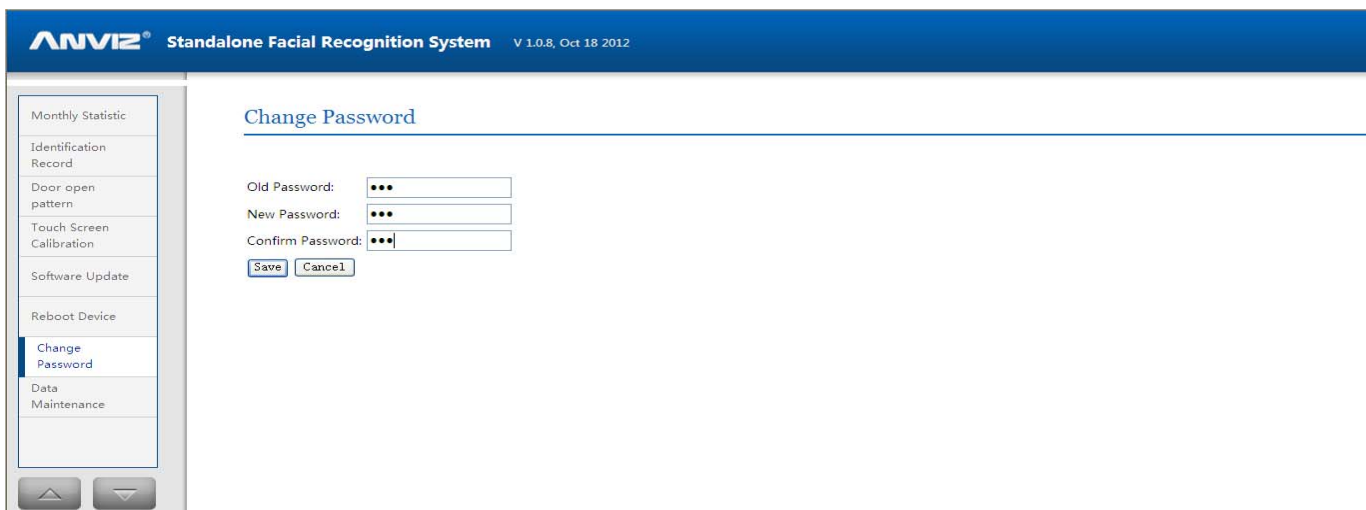 ANVIZ® Standalone Facial Recognition System V 1.0.8, Oct 18 2012
Monthly Statistic
Identification
Record
Door open
pattern
Touch Screen
Calibration
Software Update
Reboot Device
Change
Password
Data
Maintenance
Change Password
Old Password: •••
New Password: •••
Confirm Password: •••
Save Cancel